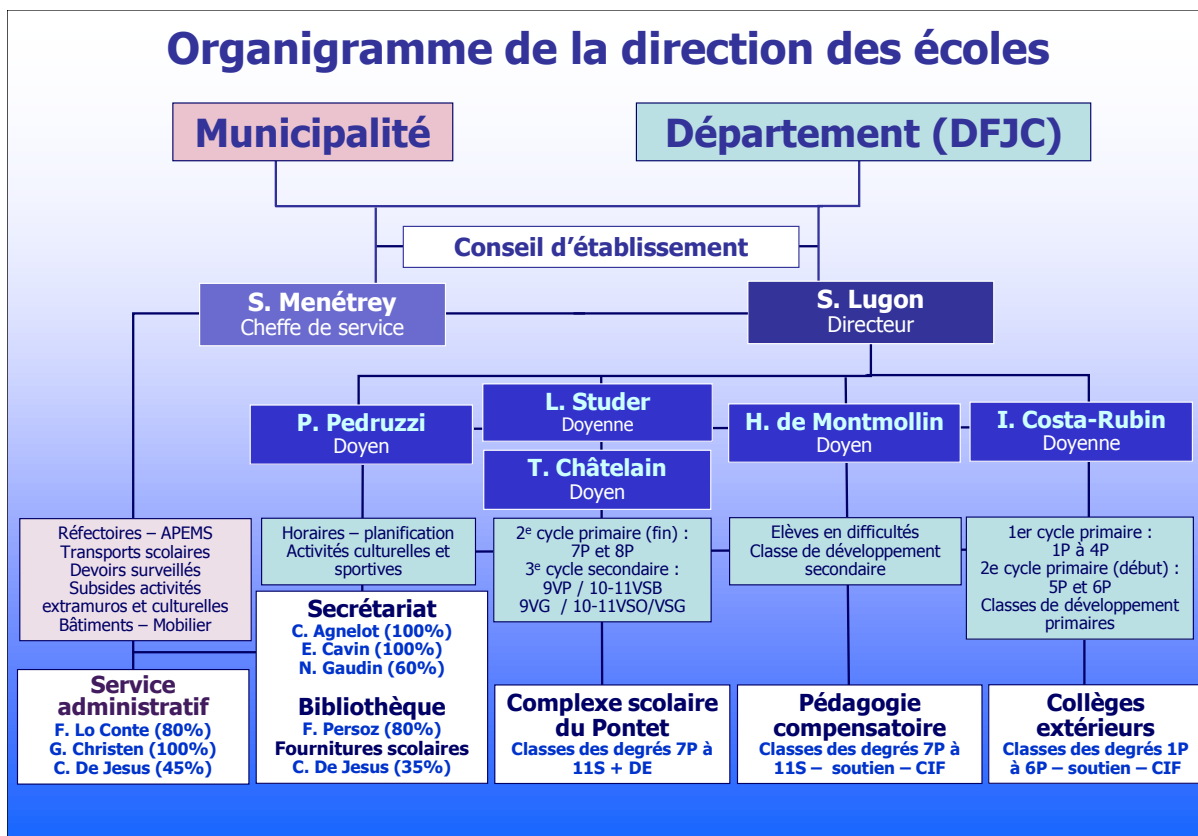 Organigramme de la direction des écoles
Municipalité
Département (DFJC)
Conseil d'établissement
S. Menétrey
Cheffe de service
S. Lugon
Directeur
P. Pedruzzi
Doyen
L. Studer
Doyenne
T. Châtelain
Doyen
H. de Montmollin
Doyen
I. Costa-Rubin
Doyenne
Réfectoires – APEMS
Transports scolaires
Devoirs surveillés
Subsides activités
extramuros et culturelles
Bâtiments – Mobilier
Horaires – planification
Activités culturelles et
sportives
2e cycle primaire (fin) :
7P et 8P
3e cycle secondaire :
9VP / 10-11VSB
9VG / 10-11VSO/VSG
Elèves en difficultés
Classe de développement
secondaire
1er cycle primaire :
1P à 4P
2e cycle primaire (début) :
5P et 6P
Classes de développement
primaires
Service
administratif
F. Lo Conte (80%)
G. Christen (100%)
C. De Jesus (45%)
Secrétariat
C. Agnelot (100%)
E. Cavin (100%)
N. Gaudin (60%)
Bibliothèque
F. Persoz (80%)
Fournitures scolaires
C. De Jesus (35%)
Complexe scolaire
du Pontet
Classes des degrés 7P à
11S + DE
Pédagogie
compensatoire
Classes des degrés 7P à
11S – soutien – CIF
Collèges
extérieurs
Classes des degrés 1P
à 6P – soutien – CIF